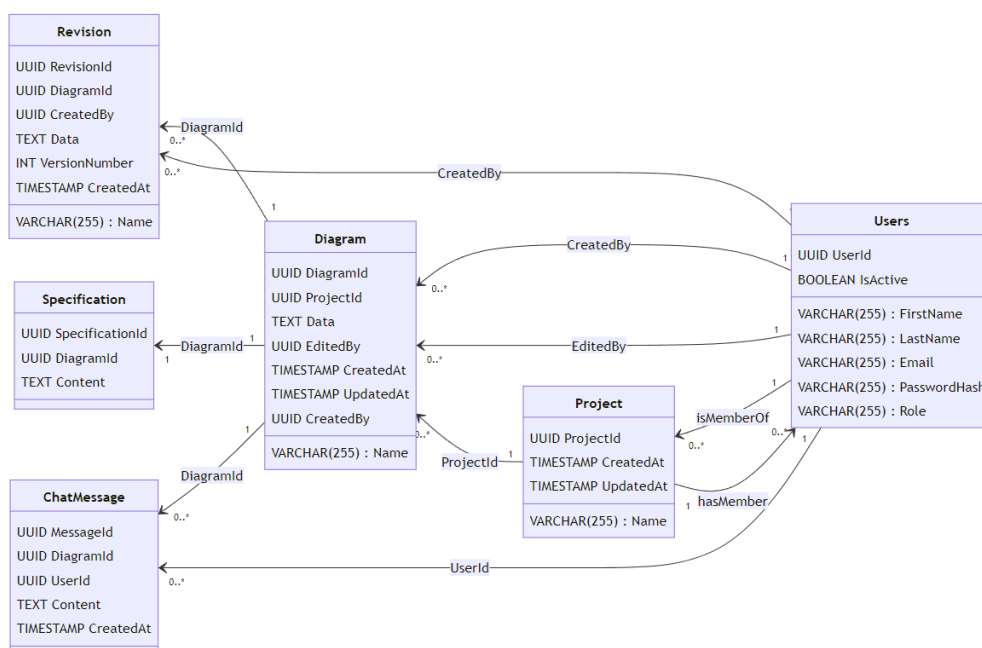 Revision
UUID RevisionId
UUID DiagramId
UUID CreatedBy
TEXT Data
INT VersionNumber
TIMESTAMP CreatedAt
VARCHAR(255) : Name
DiagramId
0..*
1
CreatedBy
0..*
1
Users
UUID UserId
BOOLEAN IsActive
VARCHAR(255) : FirstName
VARCHAR(255) : LastName
VARCHAR(255) : Email
VARCHAR(255) : PasswordHash
VARCHAR(255) : Role
Diagram
UUID DiagramId
UUID ProjectId
TEXT Data
UUID EditedBy
TIMESTAMP CreatedAt
TIMESTAMP UpdatedAt
UUID CreatedBy
VARCHAR(255) : Name
CreatedBy
0..*
1
EditedBy
0..*
1
Specification
UUID SpecificationId
UUID DiagramId
TEXT Content
DiagramId
1
1
Project
UUID ProjectId
TIMESTAMP CreatedAt
TIMESTAMP UpdatedAt
VARCHAR(255) : Name
isMemberOf
1
0..*
hasMember
1
0..*
ProjectId
0..*
1
ChatMessage
UUID MessageId
UUID DiagramId
UUID UserId
TEXT Content
TIMESTAMP CreatedAt
DiagramId
1
0..*
UserId
1
0..*